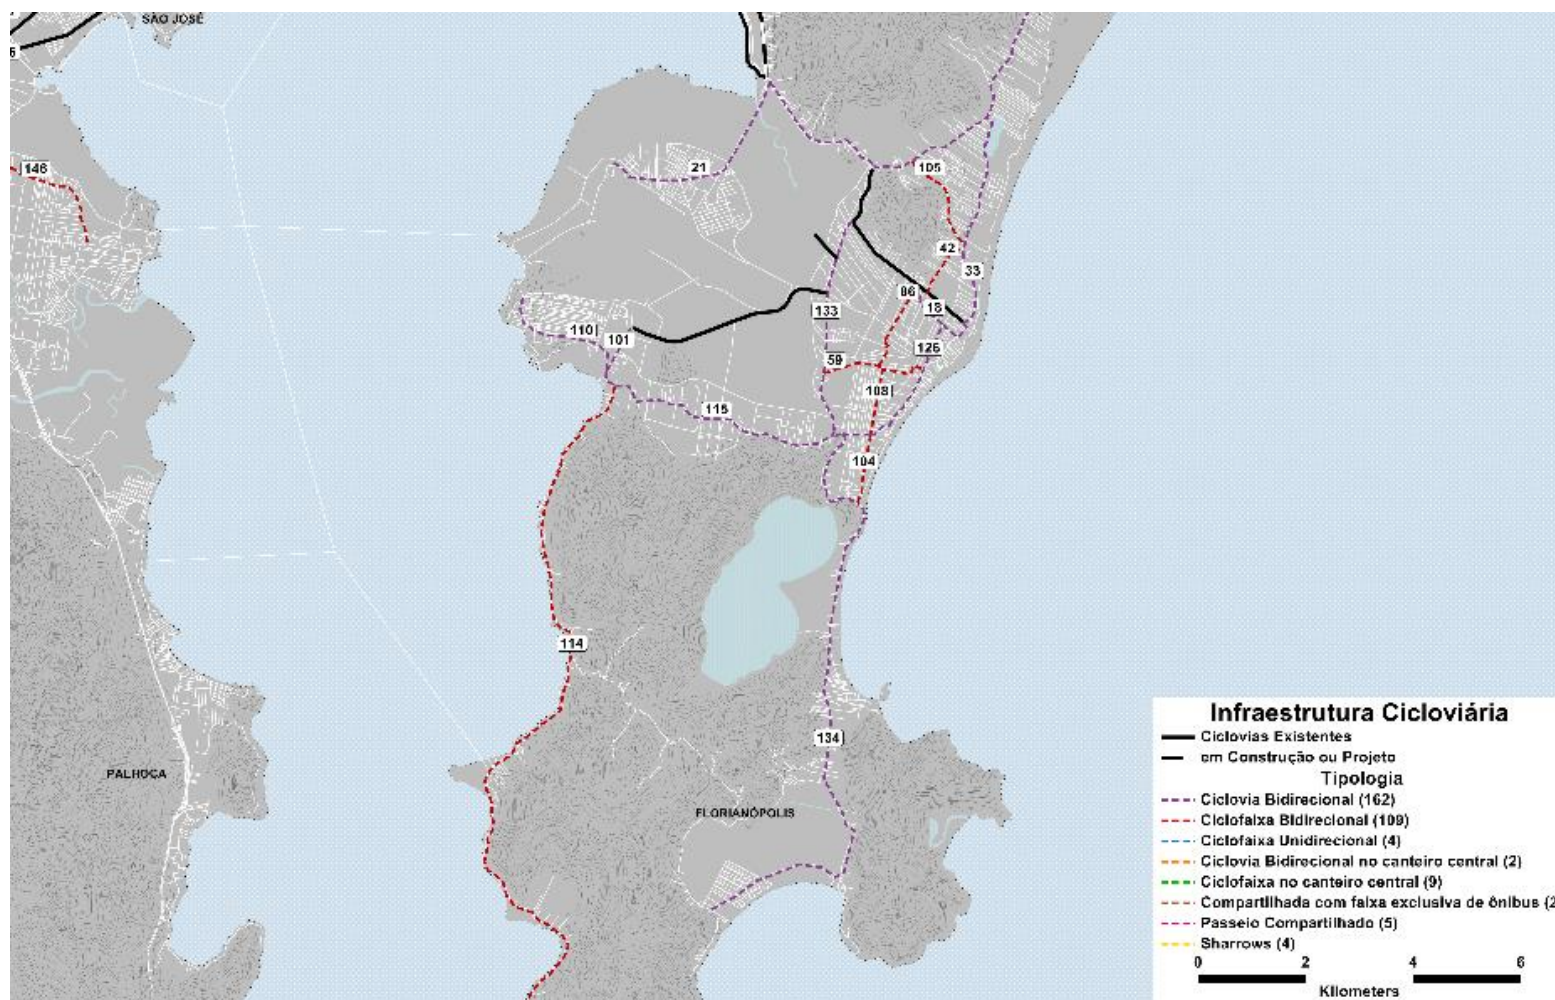 SÃO JOSÉ
6
146
21
105
42
33
86
18
133
110
101
126
59
108
115
104
114
134
PALHOÇA
FLORIANÓPOLIS
Infraestrutura Cicloviária
Ciclovias Existentes
em Construção ou Projeto
Tipologia
Ciclovia Bidirecional (162)
Ciclofaixa Bidirecional (109)
Ciclofaixa Unidirecional (4)
Ciclovia Bidirecional no canteiro central (2)
Ciclofaixa no canteiro central (9)
Compartilhada com faixa exclusiva de ônibus (2
Passeio Compartilhado (5)
Sharrows (4)
0 2 4 6
Kilometers